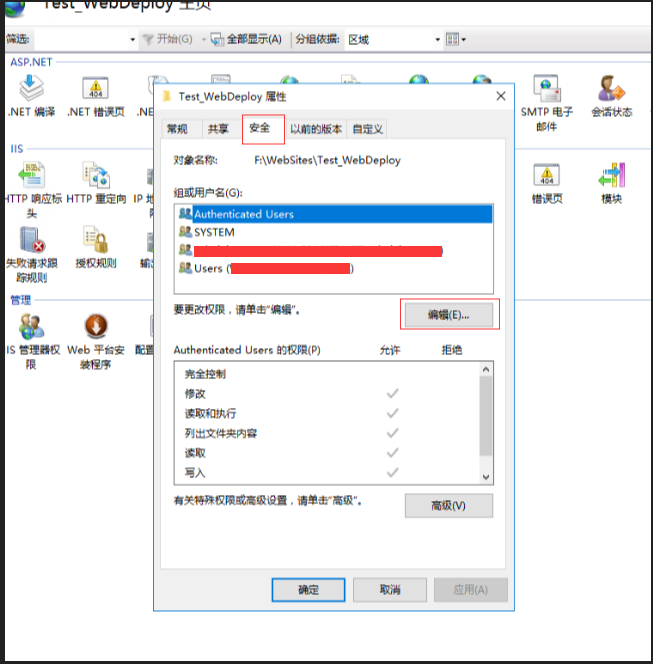 Test_WebDeploy 主页
筛选: 开始(G) 全部显示(A) 分组依据: 区域
ASP.NET
.NET 编译 .NET 错误页 .NE SMTP 电子邮件 会话状态
Test_WebDeploy 属性
常规 共享 安全 以前的版本 自定义
对象名称: F:\WebSites\Test_WebDeploy
组或用户名(G):
Authenticated Users
SYSTEM
Users (
)
要更改权限，请单击"编辑"。
编辑(E)...
Authenticated Users 的权限(P) 允许 拒绝
完全控制
修改
读取和执行
列出文件夹内容
读取
写入
有关特殊权限或高级设置，请单击"高级"。
高级(V)
确定 取消 应用(A)
IIS
HTTP 响应标头 HTTP 重定向 IP 错误页 模块
失败请求跟踪规则 授权规则 输
管理
IS 管理器权限 Web 平台安装程序 配置